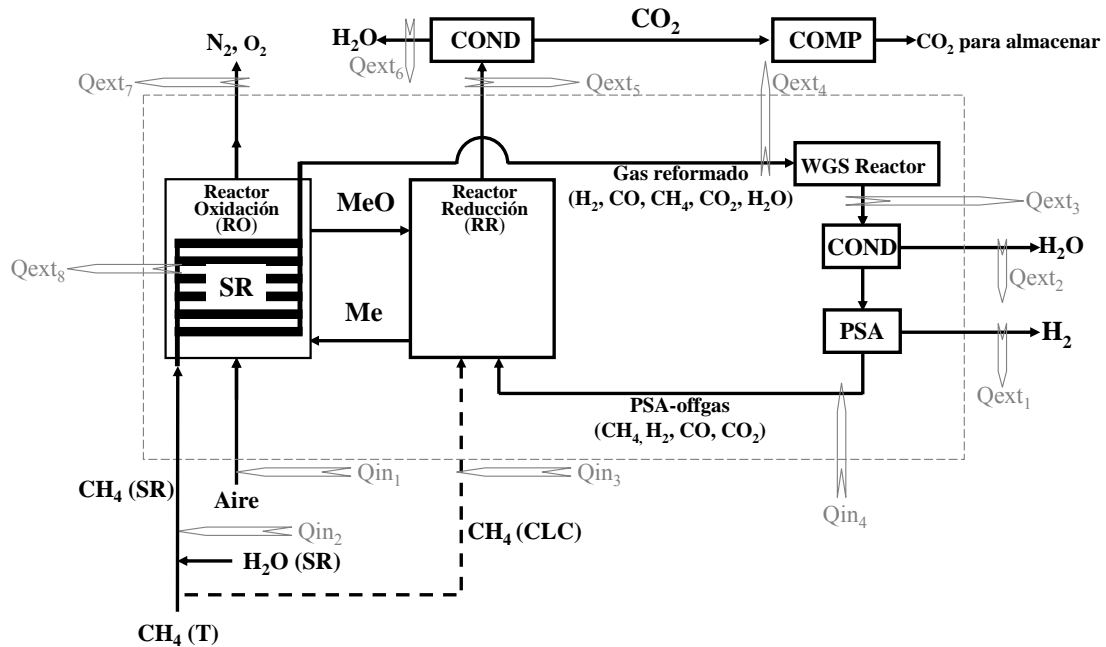 CO₂
N₂, O₂
H₂O
COND
COMP
CO₂ para almacenar
Qext₇
Qext₆
Qext₅
Qext₄
Reactor
Oxidación
(RO)
MeO
Reactor
Reducción
(RR)
Gas reformado
(H₂, CO, CH₄, CO₂, H₂O)
WGS Reactor
Qext₃
COND
H₂O
Qext₈
SR
Qext₂
Me
PSA
H₂
Qext₁
PSA-offgas
(CH₄, H₂, CO, CO₂)
CH₄ (SR)
Qin₁
Aire
Qin₃
Qin₄
Qin₂
CH₄ (CLC)
H₂O (SR)
CH₄ (T)